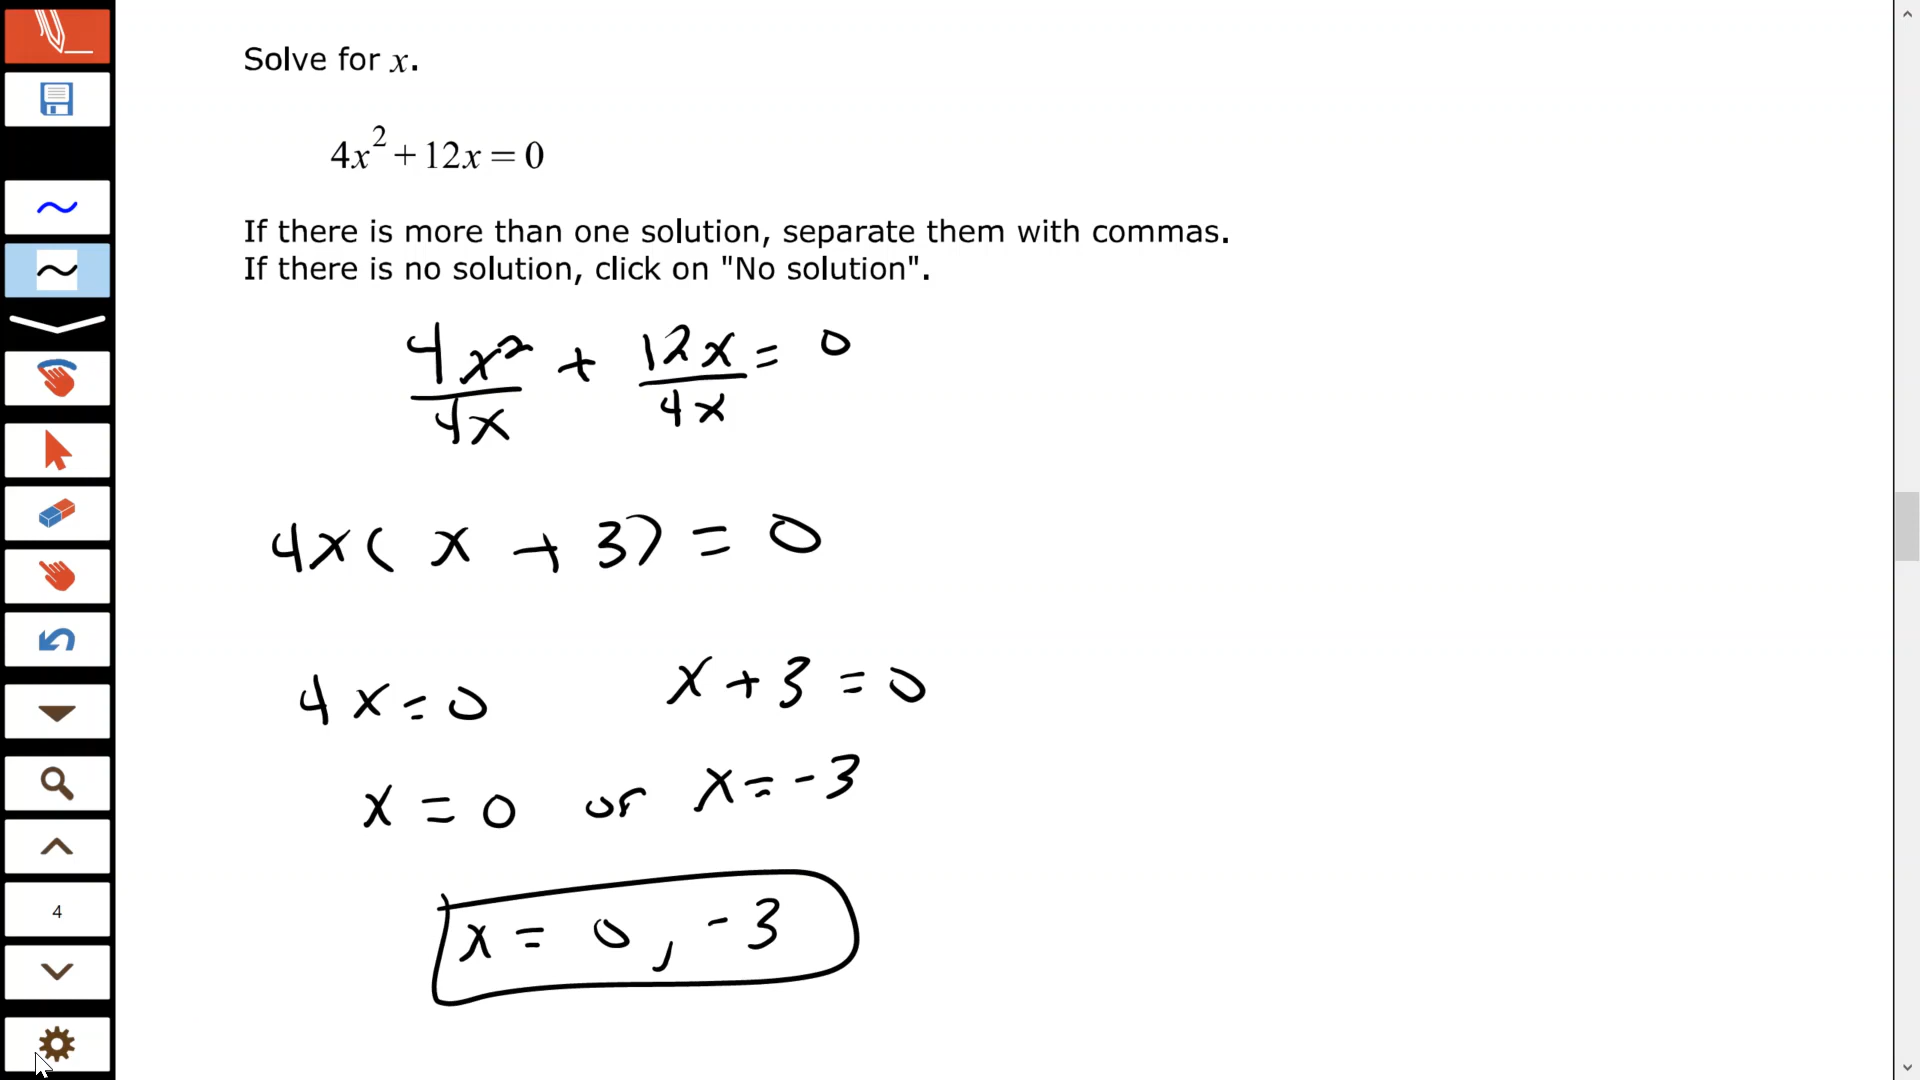 Solve for x.
4x² + 12x = 0
If there is more than one solution, separate them with commas.
If there is no solution, click on "No solution".
4x² + 12x = 0
4x 4x
4x( x + 3) = 0
4x = 0 x + 3 = 0
x = 0 or x = -3
x = 0, -3
4